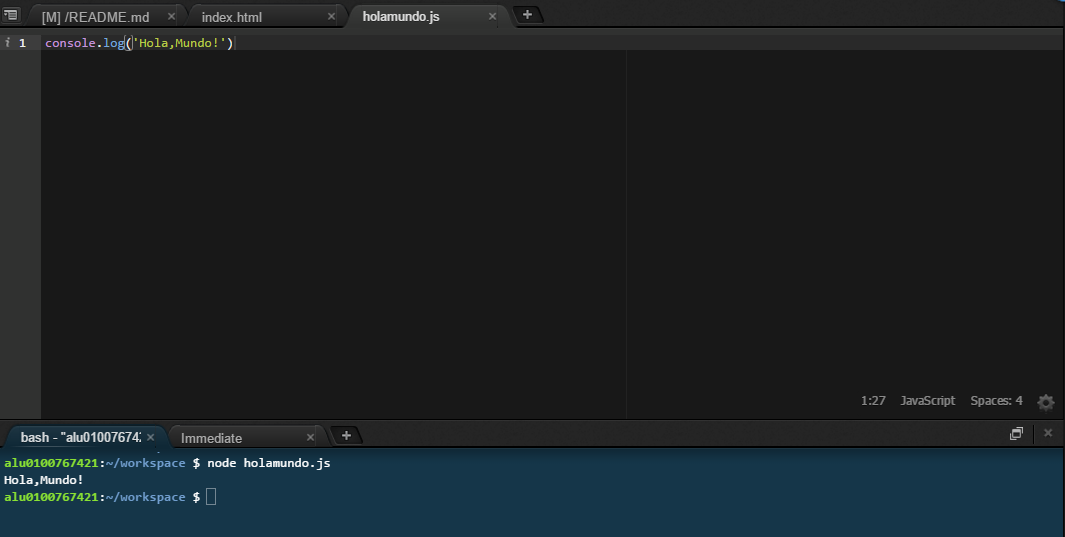 [M] /README.md index.html holamundo.js
i 1 console.log('Hola,Mundo!')
1:27 JavaScript Spaces: 4
bash - "alu01007674 Immediate
alu0100767421:~/workspace $ node holamundo.js
Hola,Mundo!
alu0100767421:~/workspace $